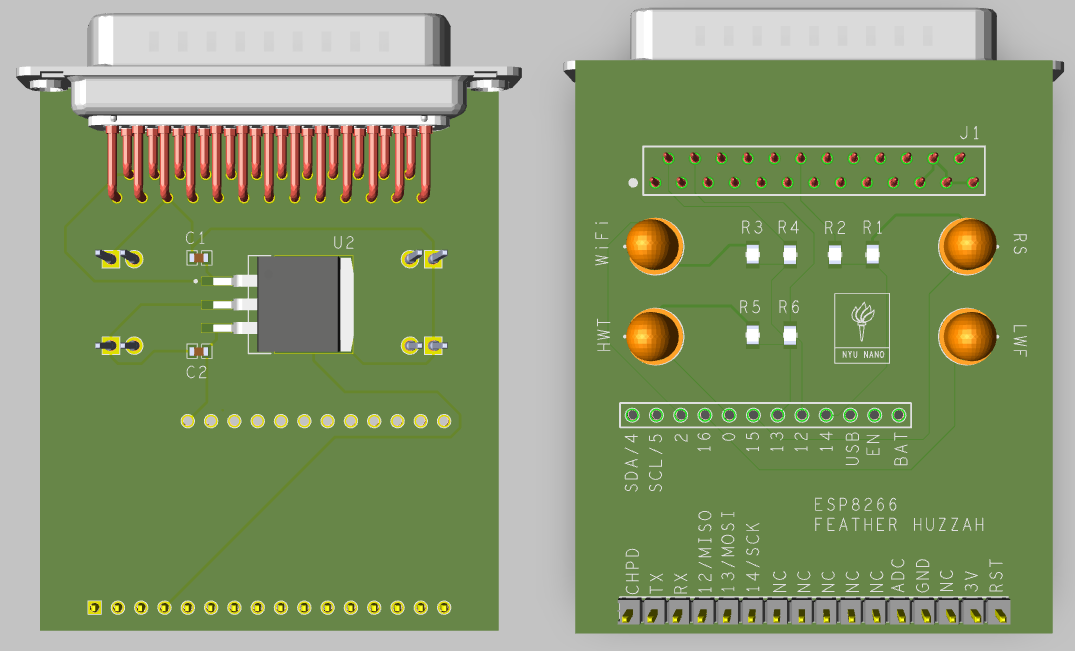 C1
U2
C2
J1
WiFi
R3 R4 R2 R1
RS
HWT
R5 R6
LWF
NYU NANO
SDA/4
SCL/5
2
16
0
15
13
12
14
USB
EN
BAT
ESP8266
FEATHER HUZZAH
CHPD
TX
RX
12/MISO
13/MOSI
14/SCK
NC
NC
NC
NC
NC
ADC
GND
NC
3V
RST